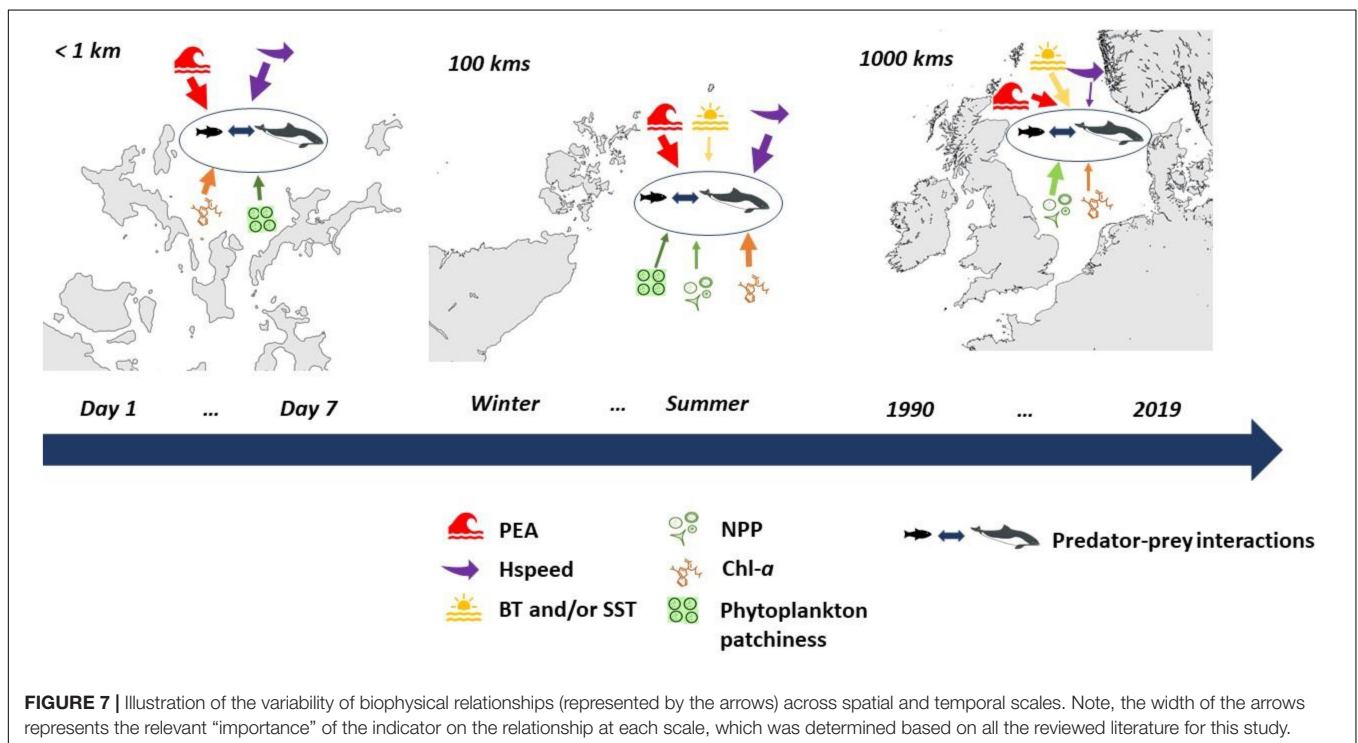 < 1 km
100 kms
1000 kms
Day 1 ... Day 7
Winter ... Summer
1990 ... 2019
PEA
Hspeed
BT and/or SST
NPP
Chl-a
Phytoplankton
patchiness
Predator-prey interactions
FIGURE 7 | Illustration of the variability of biophysical relationships (represented by the arrows) across spatial and temporal scales. Note, the width of the arrows
represents the relevant “importance” of the indicator on the relationship at each scale, which was determined based on all the reviewed literature for this study.